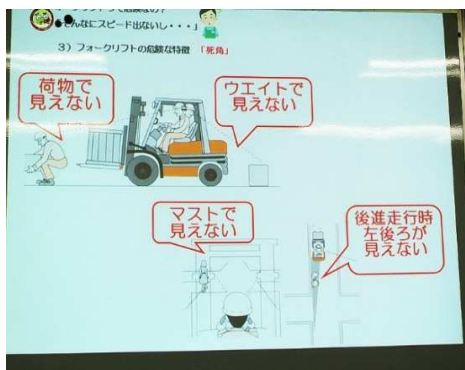 んなにスピード出ないし・・・」
3）フォークリフトの危険な特徴 「死角」
荷物で
見えない
ウエイトで
見えない
マストで
見えない
後進走行時
左後ろが
見えない